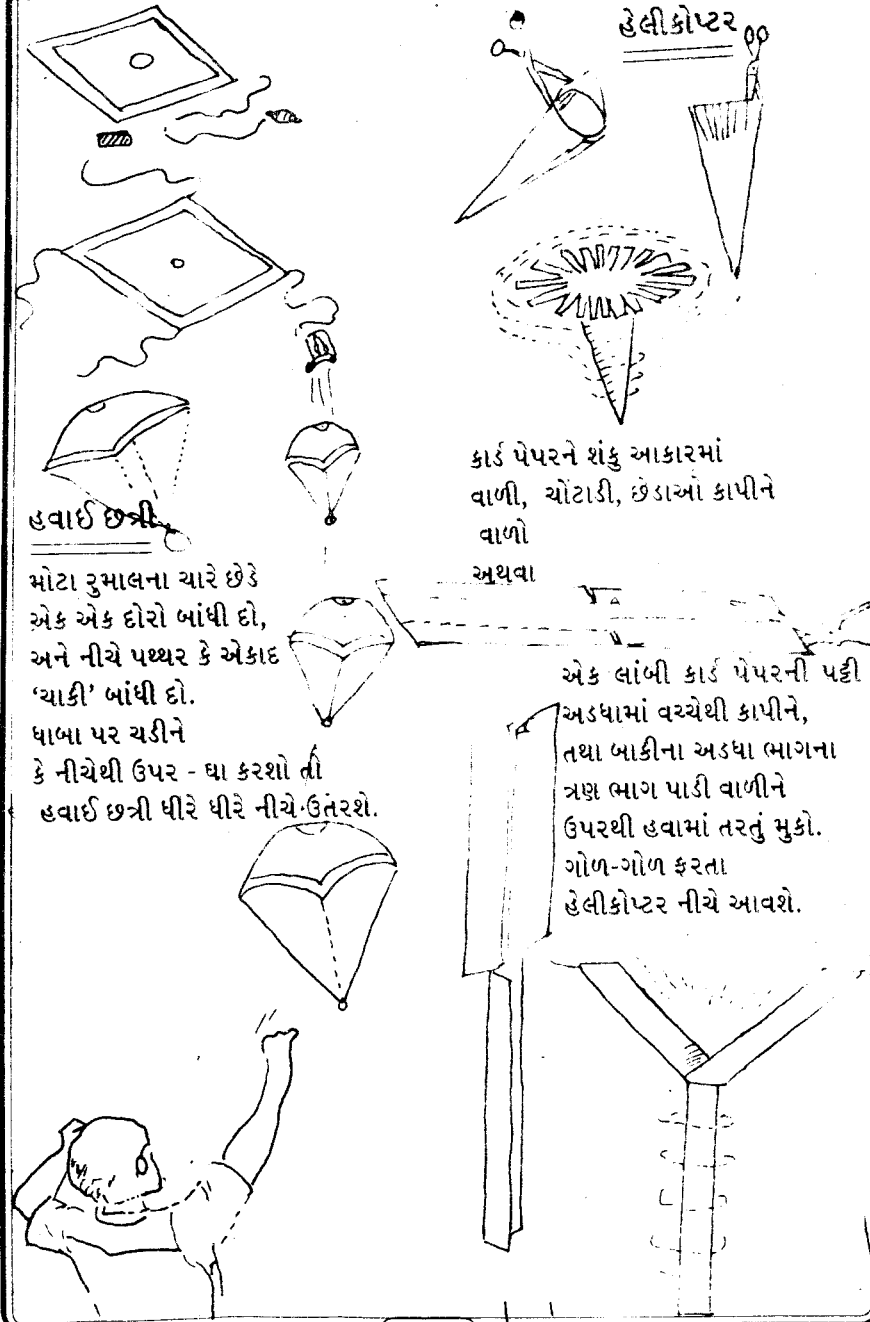 હેલીકોપ્ટર
કાર્ડ પેપરને શંકુ આકારમાં
વાળી, ચોંટાડી, છેડાઓ કાપીને
વાળો
અથવા
એક લાંબી કાર્ડ પેપરની પટ્ટી
અડધામાં વચ્ચેથી કાપીને,
તથા બાકીના અડધા ભાગના
ત્રણ ભાગ પાડી વાળીને
ઉપરથી હવામાં તરતું મુકો.
ગોળ-ગોળ ફરતા
હેલીકોપ્ટર નીચે આવશે.
હવાઈ છત્રી
મોટા રુમાલના ચારે છેડે
એક એક દોરો બાંધી દો,
અને નીચે પથ્થર કે એકાદ
‘ચાકી’ બાંધી દો.
ધાબા પર ચડીને
કે નીચેથી ઉપર - ઘા કરશો તો
હવાઈ છત્રી ધીરે ધીરે નીચે ઉતરશે.